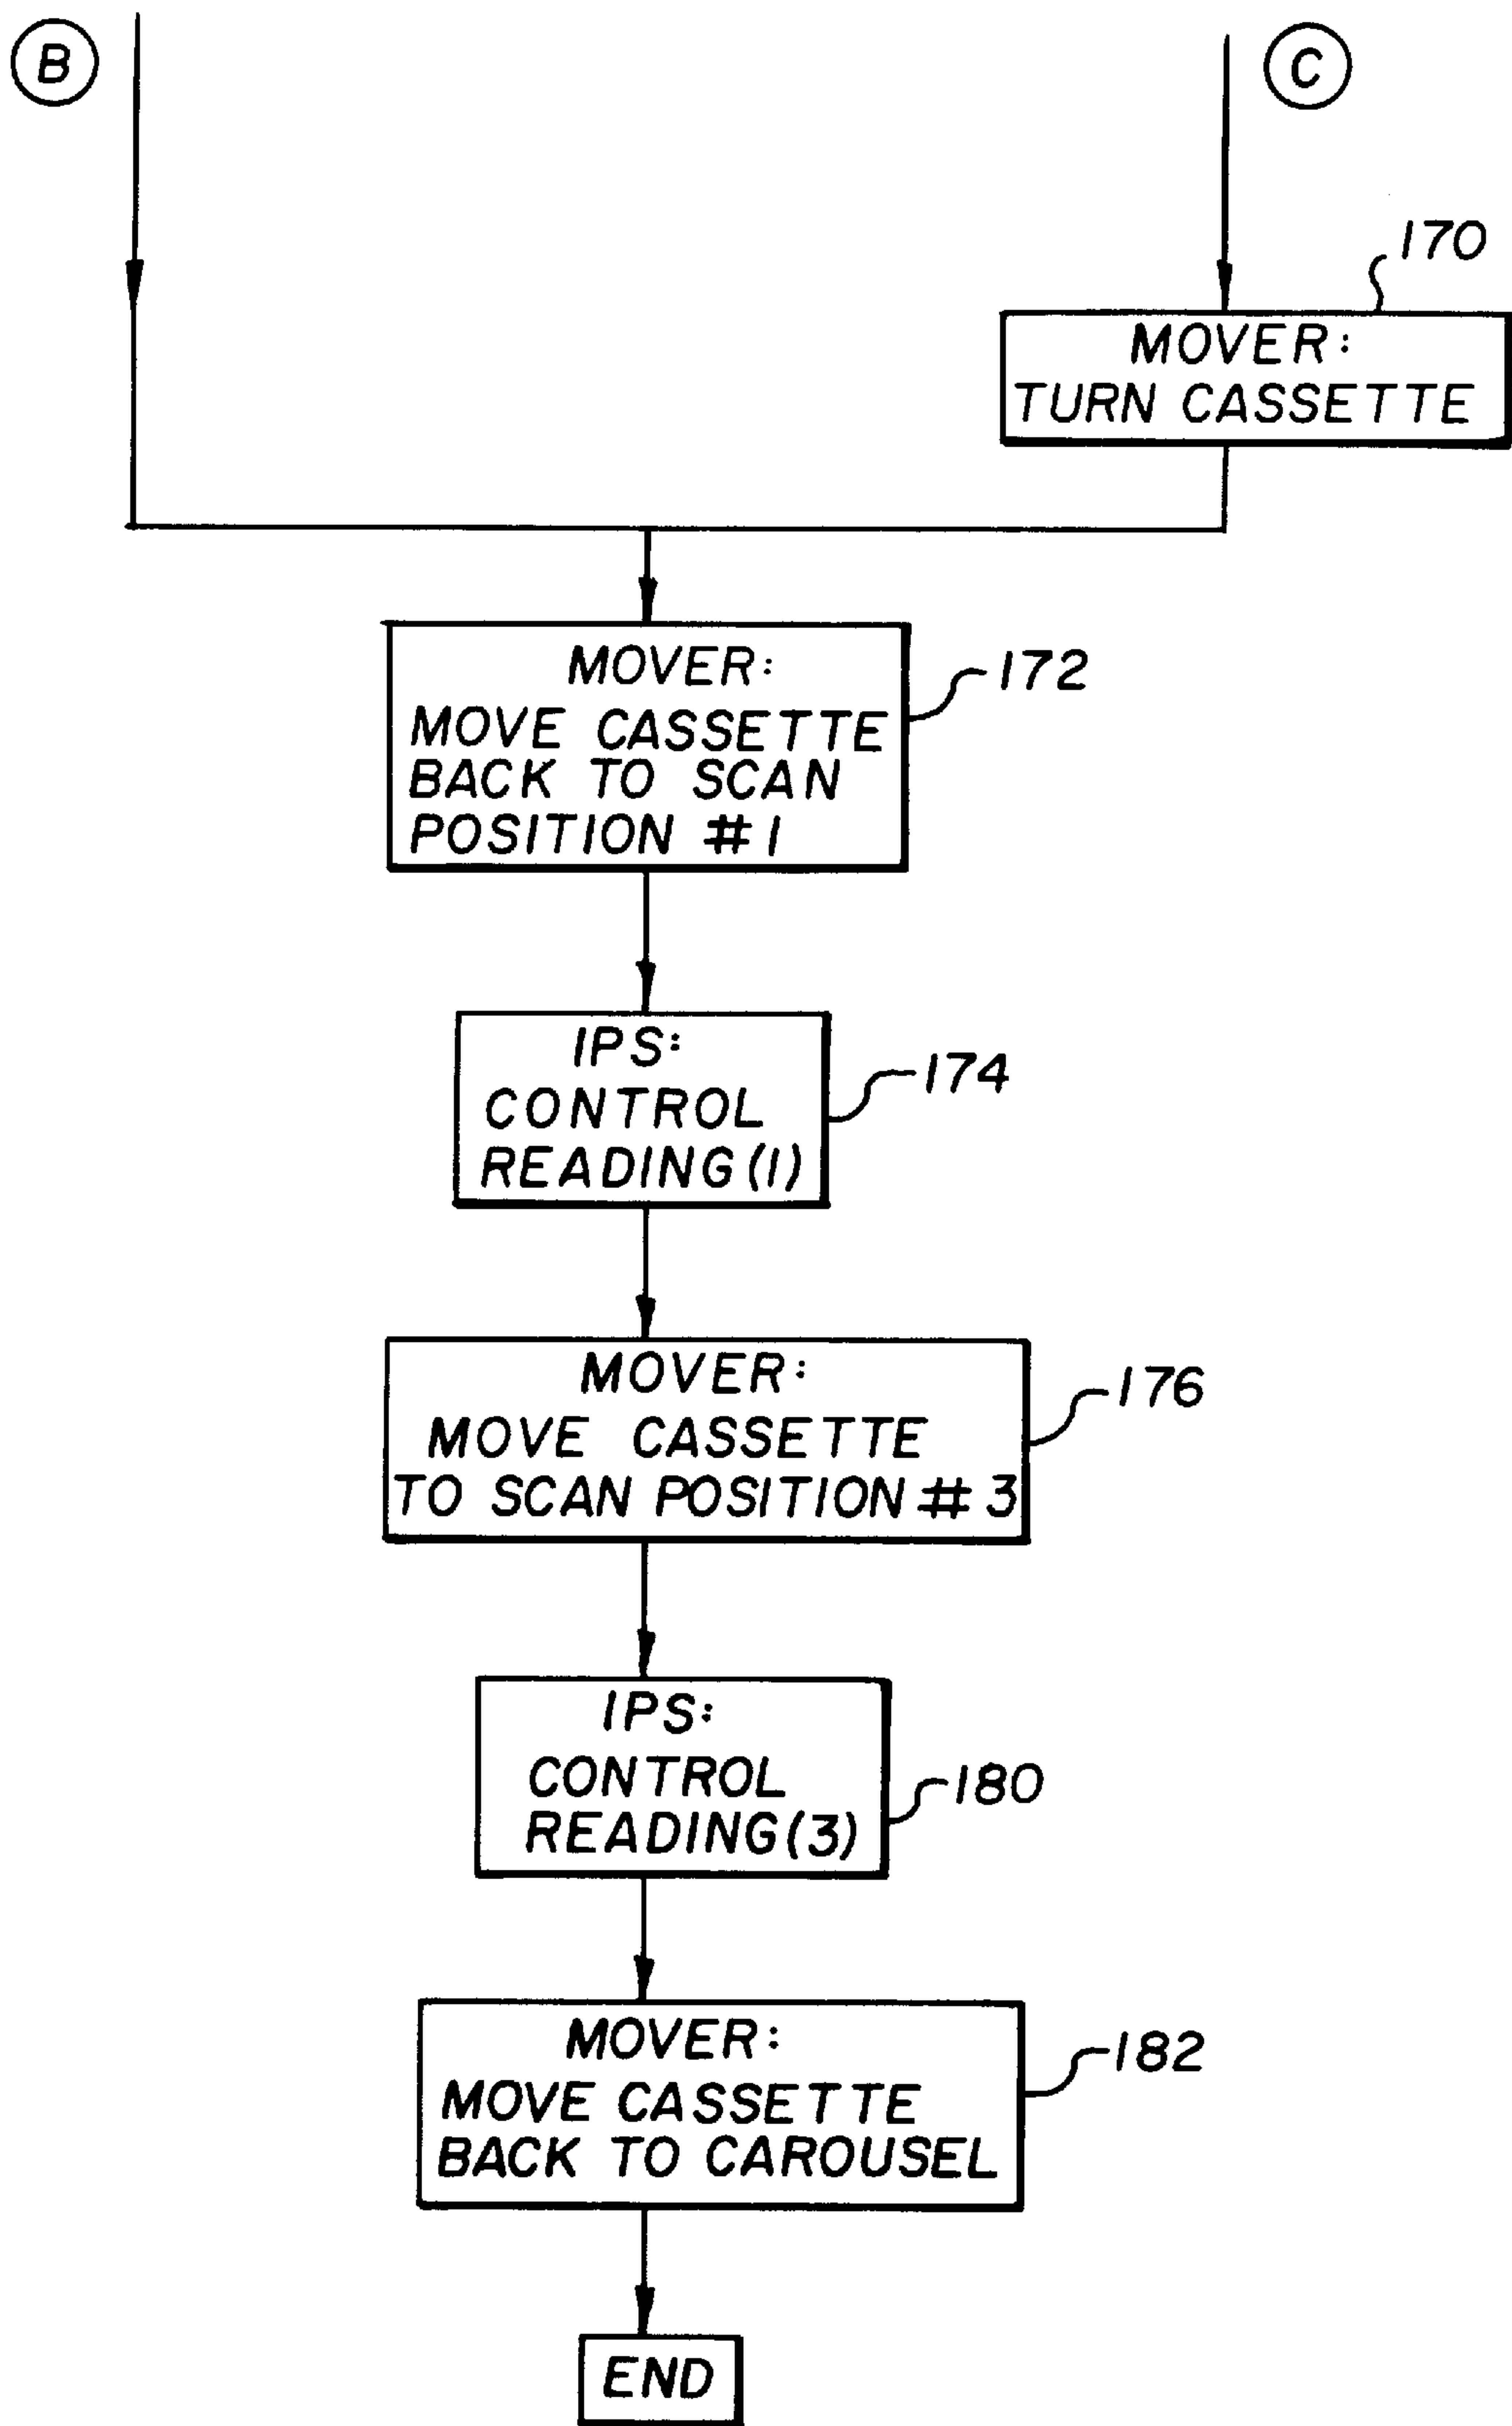 B
C
170
MOVER:
TURN CASSETTE
MOVER:
MOVE CASSETTE
BACK TO SCAN
POSITION #1
172
IPS:
CONTROL
READING(1)
174
MOVER:
MOVE CASSETTE
TO SCAN POSITION #3
176
IPS:
CONTROL
READING(3)
180
MOVER:
MOVE CASSETTE
BACK TO CAROUSEL
182
END